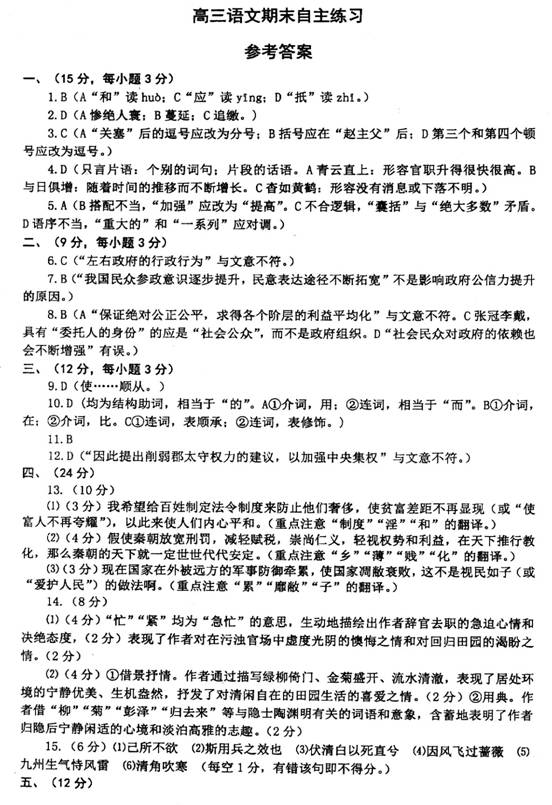 高三语文期末自主练习
参考答案
一、（15分，每小题3分）
1.B（A“和”读huò；C“应”读yīng；D“扺”读zhǐ。）
2.D（A惨绝人寰；B蔓延；C追缴。）
3.C（A“关塞”后的逗号应改为分号；B括号应在“赵主父”后；D第三个和第四个顿
号应改为逗号。）
4.D（只言片语：个别的词句；片段的话语。A青云直上：形容官职升得很快很高。B
与日俱增：随着时间的推移而不断增长。C杳如黄鹤：形容没有消息或下落不明。）
5.A（B搭配不当，“加强”应改为“提高”。C不合逻辑，“囊括”与“绝大多数”矛盾。
D语序不当，“重大的”和“一系列”应对调。）
二、（9分，每小题3分）
6.C（“左右政府的行政行为”与文意不符。）
7.B（“我国民众参政意识逐步提升，民意表达途径不断拓宽”不是影响政府公信力提升
的原因。）
8.B（A“保证绝对公正公平，求得各个阶层的利益平均化”与文意不符。C张冠李戴，
具有“委托人的身份”的应是“社会公众”，而不是政府组织。D“社会民众对政府的依赖也
会不断增强”有误。）
三、（12分，每小题3分）
9.D（使……顺从。）
10.D（均为结构助词，相当于“的”。A①介词，用；②连词，相当于“而”。B①介词，
在；②介词，比。C①连词，表顺承；②连词，表修饰。）
11.B
12.D（“因此提出削弱郡太守权力的建议，以加强中央集权”与文意不符。）
四、（24分）
13.（10分）
⑴（3分）我希望给百姓制定法令制度来防止他们奢侈，使贫富差距不再显现（或“使
富人不再夸耀”），以此来使人们内心平和。（重点注意“制度”“淫”“和”的翻译。）
⑵（4分）假使秦朝放宽刑罚，减轻赋税，崇尚仁义，轻视权势和利益，在天下推行教
化，那么秦朝的天下就一定世世代代安定。（重点注意“乡”“薄”“贱”“化”的翻译。）
⑶（3分）现在国家在外被远方的军事防御牵累，使国家凋敝衰败，这不是视民如子（或
“爱护人民”）的做法啊。（重点注意“累”“靡敝”“子”的翻译。）
14.（8分）
⑴（4分）“忙”“紧”均为“急忙”的意思，生动地描绘出作者辞官去职的急迫心情和
决绝态度，（2分）表现了作者对在污浊官场中虚度光阴的懊悔之情和对回归田园的渴盼之
情。（2分）
⑵（4分）①借景抒情。作者通过描写绿柳倚门、金菊盛开、流水清澈，表现了居处环
境的宁静优美、生机盎然，抒发了对清闲自在的田园生活的喜爱之情。（2分）②用典。作
者借“柳”“菊”“彭泽”“归去来”等与隐士陶渊明有关的词语和意象，含蓄地表明了作者
归隐后宁静闲适的心境和淡泊高雅的志趣。（2分）
15.（6分）⑴己所不欲 ⑵斯用兵之效也 ⑶伏清白以死直兮 ⑷因风飞过蔷薇 ⑸
九州生气恃风雷 ⑹清角吹寒 （每空1分，有错该句即不得分。）
五、（12分）